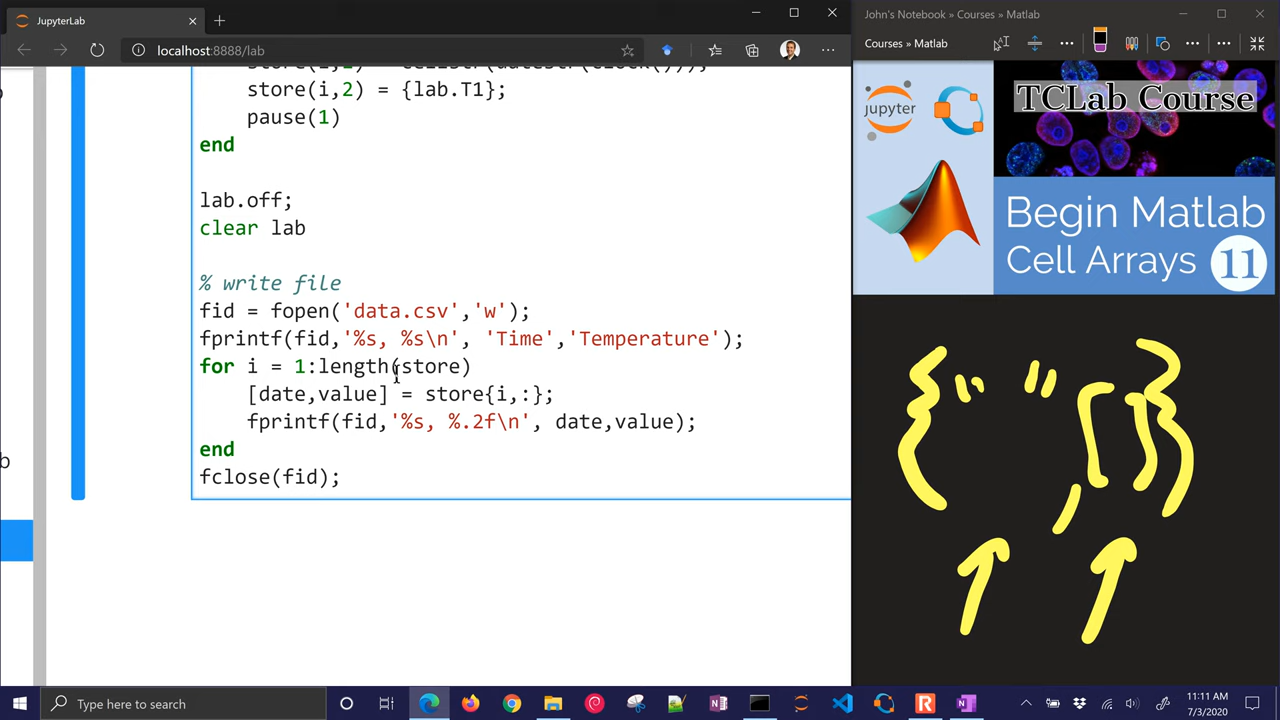 JupyterLab
localhost:8888/lab
store(i,2) = {lab.T1};
pause(1)
end
lab.off;
clear lab
% write file
fid = fopen('data.csv','w');
fprintf(fid,'%s, %s\n', 'Time','Temperature');
for i = 1:length(store)
[date,value] = store{i,:};
fprintf(fid,'%s, %.2f\n', date,value);
end
fclose(fid);
b
John's Notebook » Courses » Matlab
Courses » Matlab
jupyter
TCLab Course
Begin Matlab
Cell Arrays 11
{" " , []}
Type here to search
11:11 AM
7/3/2020